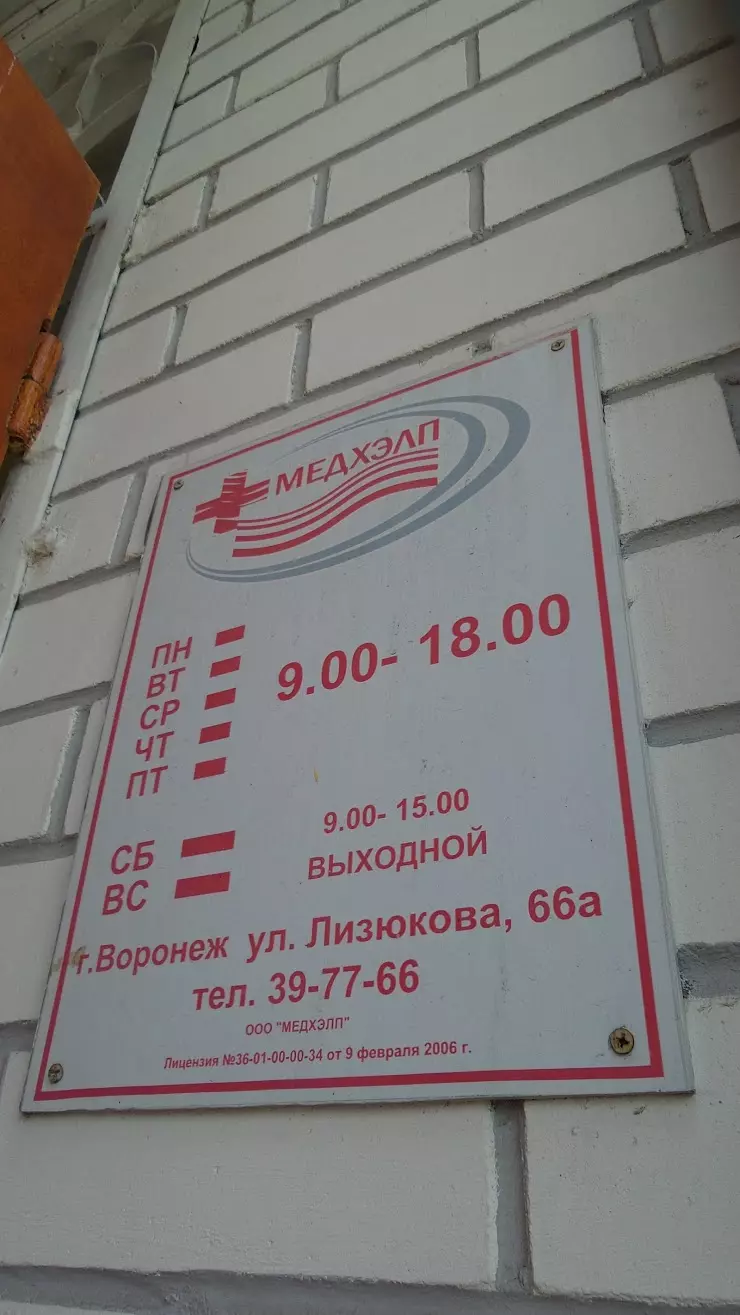 МЕДХЭЛП
ПН
ВТ
СР
ЧТ
ПТ
9.00- 18.00
СБ 9.00- 15.00
ВС ВЫХОДНОЙ
г.Воронеж ул. Лизюкова, 66а
тел. 39-77-66
ООО "МЕДХЭЛП"
Лицензия №36-01-00-00-34 от 9 февраля 2006 г.